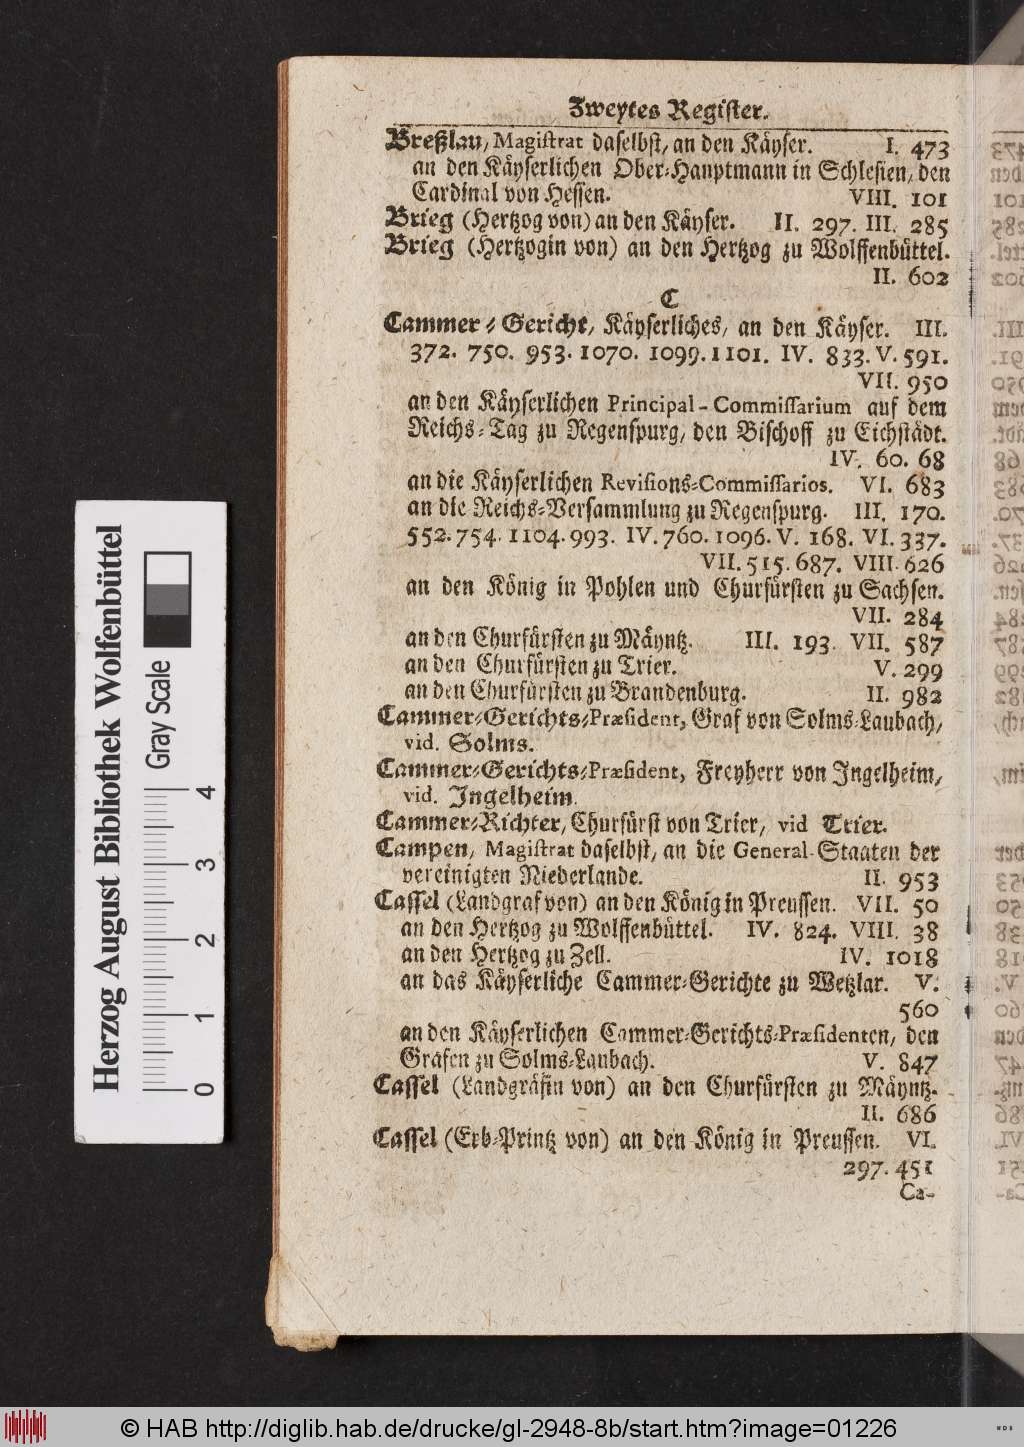 Zweytes Register.
Breßlau, Magistrat daselbst, an den Käyser. I. 473
an den Käyserlichen Ober-Hauptmann in Schlesien, den
Cardinal von Hessen. VIII. 101
Brieg (Hertzog von) an den Käyser. II. 297. III. 285
Brieg (Hertzogin von) an den Hertzog zu Wolffenbüttel.
II. 602
C
Cammer-Gericht, Käyserliches, an den Käyser. III.
372. 750. 953. 1070. 1099. 1101. IV. 833. V. 591.
VII. 950
an den Käyserlichen Principal-Commissarium auf dem
Reichs-Tag zu Regenspurg, den Bischoff zu Eichstädt.
IV. 60. 68
an die Käyserlichen Revisions-Commissarios. VI. 683
an die Reichs-Versammlung zu Regenspurg. III. 170.
552. 754. 1104. 993. IV. 760. 1096. V. 168. VI. 337.
VII. 515. 687. VIII. 626
an den König in Pohlen und Churfürsten zu Sachsen.
VII. 284
an den Churfürsten zu Mäyntz. III. 193. VII. 587
an den Churfürsten zu Trier. V. 299
an den Churfürsten zu Brandenburg. II. 982
Cammer-Gerichts-Præsident, Graf von Solms-Laubach,
vid. Solms.
Cammer-Gerichts-Præsident, Freyherr von Ingelheim,
vid. Ingelheim.
Cammer-Richter, Churfürst von Trier, vid Trier.
Campen, Magistrat daselbst, an die General-Staaten der
vereinigten Niederlande. II. 953
Cassel (Landgraf von) an den König in Preussen. VII. 50
an den Hertzog zu Wolffenbüttel. IV. 824. VIII. 38
an den Hertzog zu Zell. IV. 1018
an das Käyserliche Cammer-Gerichte zu Wetzlar. V.
560
an den Käyserlichen Cammer-Gerichts-Præsidenten, den
Grafen zu Solms-Laubach. V. 847
Cassel (Landgräfin von) an den Churfürsten zu Mäyntz.
II. 686
Cassel (Erb-Printz von) an den König in Preussen. VI.
297. 451
Ca-
Herzog August Bibliothek Wolfenbüttel
Gray Scale
0 1 2 3 4
© HAB http://diglib.hab.de/drucke/gl-2948-8b/start.htm?image=01226